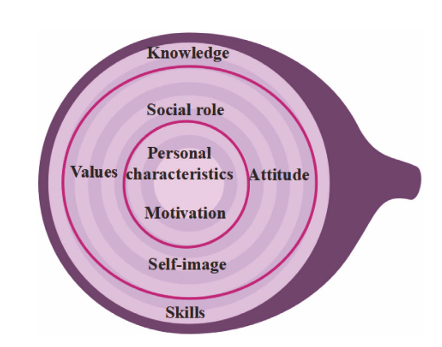 Knowledge
Social role
Personal
Values characteristics Attitude
Motivation
Self-image
Skills